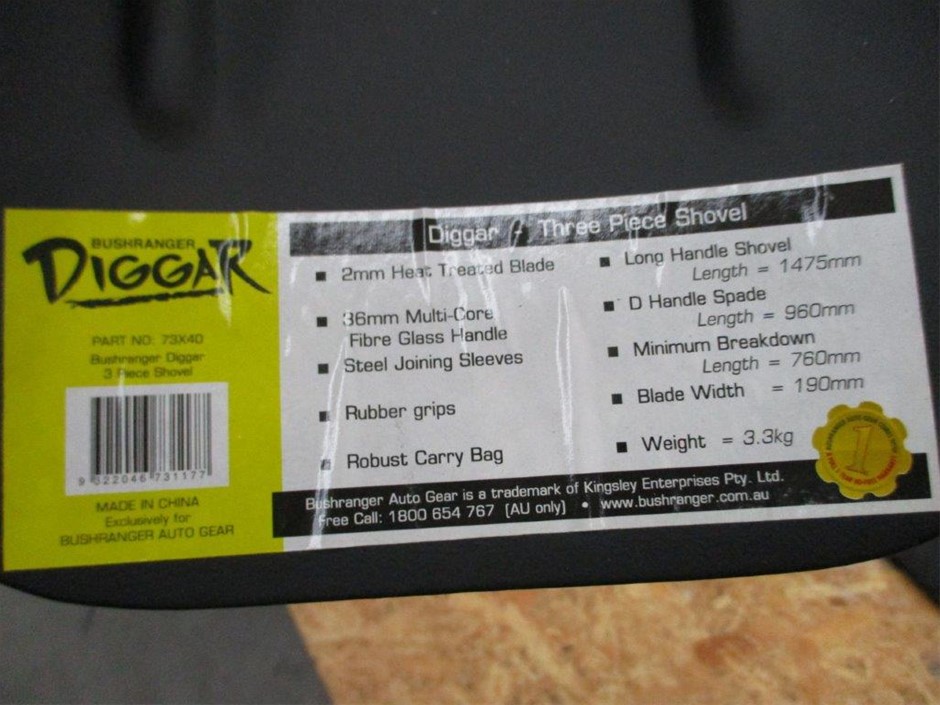 BUSHRANGER
DIGGAR
PART NO: 73X40
Bushranger Diggar
3 Piece Shovel
9 322046 731177
MADE IN CHINA
Exclusively for
BUSHRANGER AUTO GEAR
Diggar - Three Piece Shovel
2mm Heat Treated Blade
36mm Multi-Core
Fibre Glass Handle
Steel Joining Sleeves
Rubber grips
Robust Carry Bag
Long Handle Shovel
Length = 1475mm
D Handle Spade
Length = 960mm
Minimum Breakdown
Length = 760mm
Blade Width = 190mm
Weight = 3.3kg
1
Bushranger Auto Gear is a trademark of Kingsley Enterprises Pty. Ltd.
Free Call: 1800 654 767 (AU only) • www.bushranger.com.au